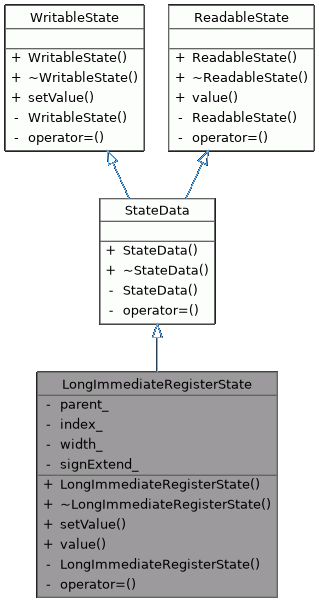 WritableState
+ WritableState()
+ ~WritableState()
+ setValue()
- WritableState()
- operator=()
ReadableState
+ ReadableState()
+ ~ReadableState()
+ value()
- ReadableState()
- operator=()
StateData
+ StateData()
+ ~StateData()
- StateData()
- operator=()
LongImmediateRegisterState
- parent_
- index_
- width_
- signExtend_
+ LongImmediateRegisterState()
+ ~LongImmediateRegisterState()
+ setValue()
+ value()
- LongImmediateRegisterState()
- operator=()